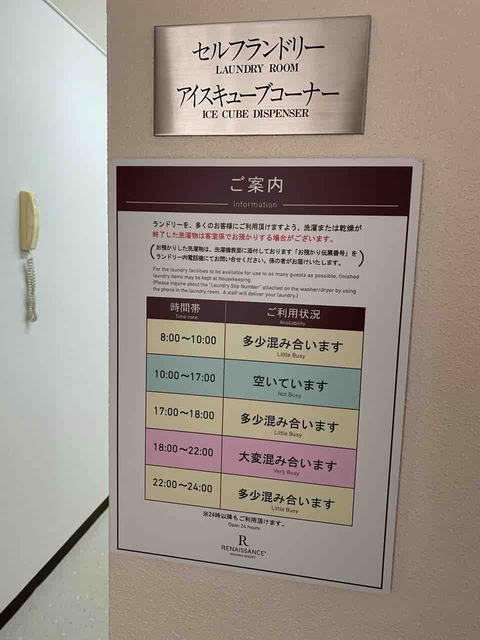 セルフランドリー
LAUNDRY ROOM
アイスキューブコーナー
ICE CUBE DISPENSER
ご案内
Information
ランドリーを、多くのお客様にご利用頂けますよう、洗濯または乾燥が
終了した洗濯物は客室係でお預かりする場合がございます。
(お預かりした洗濯物は、洗濯機表面に添付しております「お預かり伝票番号」を
ランドリー内電話機にてお問い合せください。係の者がお届けいたします。)
For the laundry facilities to be available for use to as many guests as possible, finished
laundry items may be kept at Housekeeping.
(Please inquire about the "Laundry Slip Number" attached on the washer/dryer by using
the phone in the laundry room. A staff will deliver your laundry.)
時間帯 ご利用状況
Time zone Availability
8:00〜10:00 多少混み合います
Little Busy
10:00〜17:00 空いています
Not Busy
17:00〜18:00 多少混み合います
Little Busy
18:00〜22:00 大変混み合います
Very Busy
22:00〜24:00 多少混み合います
Little Busy
※24時以降もご利用頂けます。
Open 24 hours
R
RENAISSANCE®